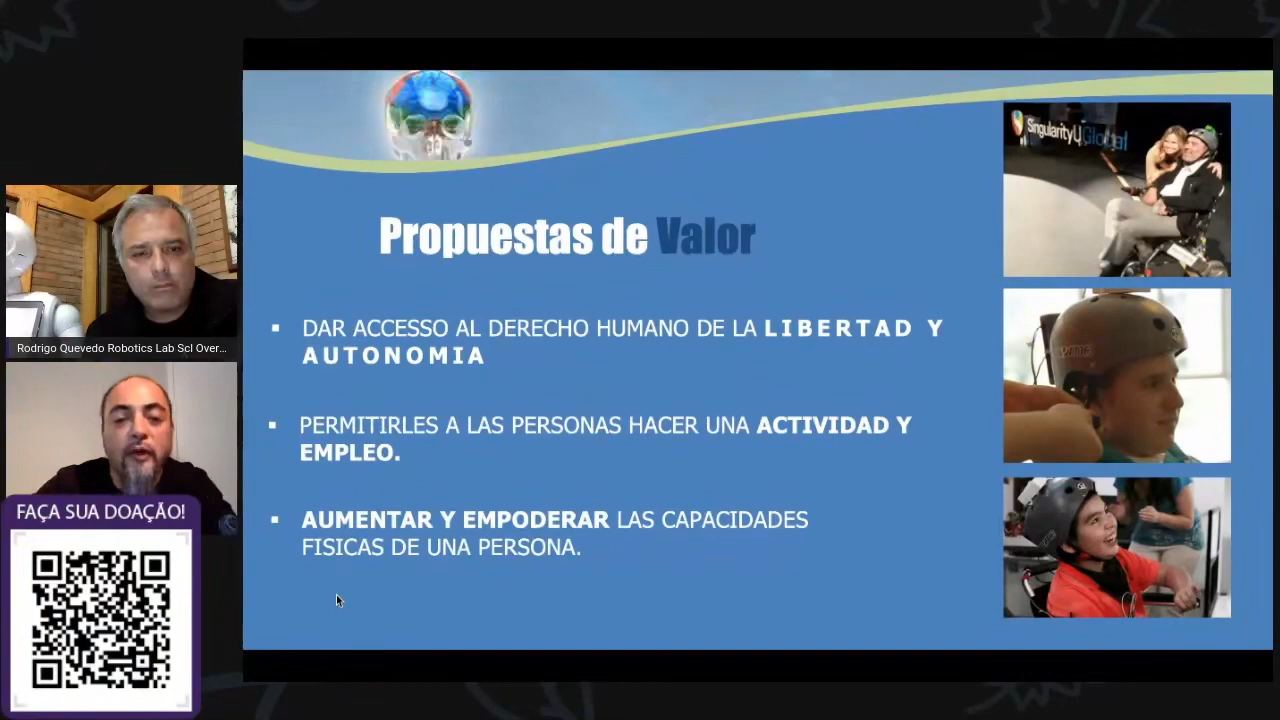 SingularityU Global
Propuestas de Valor
▪ DAR ACCESO AL DERECHO HUMANO DE LA LIBERTAD Y
AUTONOMIA
▪ PERMITIRLES A LAS PERSONAS HACER UNA ACTIVIDAD Y
EMPLEO.
▪ AUMENTAR Y EMPODERAR LAS CAPACIDADES
FISICAS DE UNA PERSONA.
Rodrigo Quevedo Robotics Lab Scl Over...
FAÇA SUA DOAÇÃO!